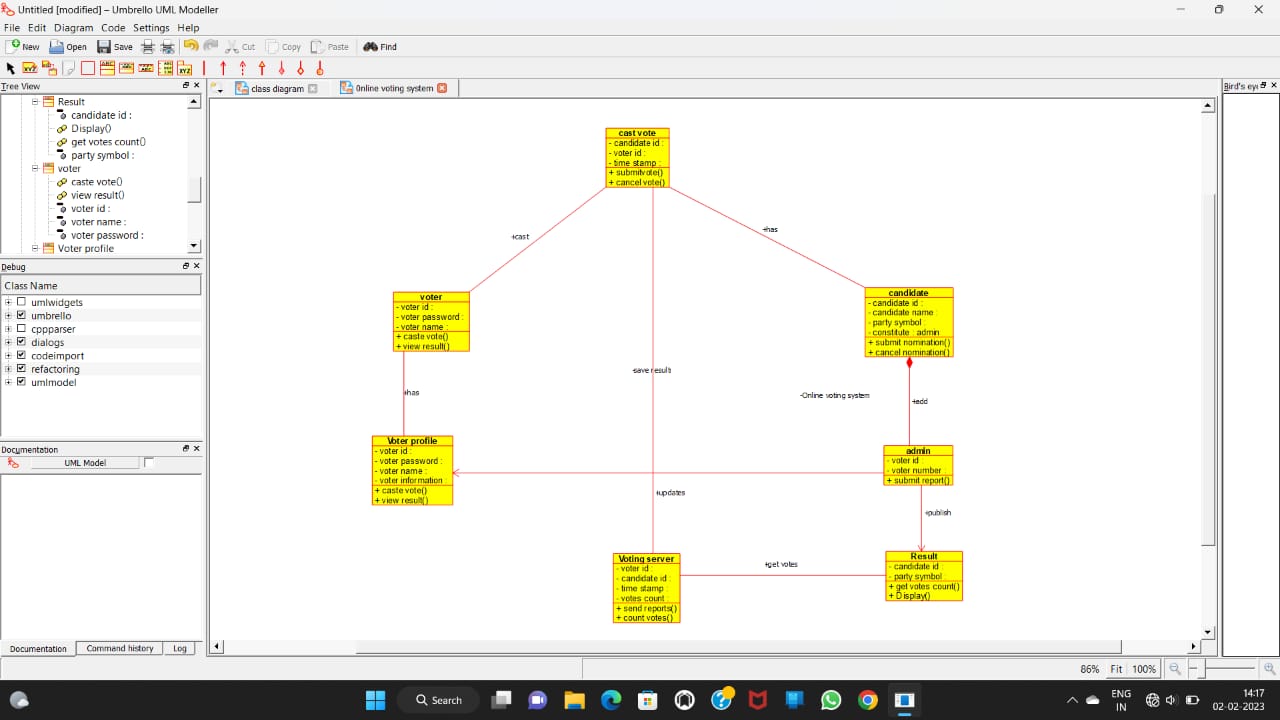 Untitled [modified] – Umbrello UML Modeller
File Edit Diagram Code Settings Help
New Open Save Cut Copy Paste Find
Tree View
Result
candidate id :
Display()
get votes count()
party symbol :
voter
caste vote()
view result()
voter id :
voter name :
voter password :
Voter profile
Debug
Class Name
umlwidgets
umbrello
cppparser
dialogs
codeimport
refactoring
umlmodel
Documentation
UML Model
Documentation Command history Log
class diagram
Online voting system
Bird's eye
cast vote
- candidate id :
- voter id :
- time stamp :
+ submitvote()
+ cancel vote()
+cast
+has
voter
- voter id :
- voter password :
- voter name :
+ caste vote()
+ view result()
candidate
- candidate id :
- candidate name :
- party symbol :
- constitute : admin
+ submit nomination()
+ cancel nomination()
-save result
+has
-Online voting system
+add
Voter profile
- voter id :
- voter password :
- voter name :
- voter information :
+ caste vote()
+ view result()
admin
- voter id
- voter number :
+ submit report()
+updates
+publish
Voting server
- voter id :
- candidate id :
- time stamp :
- votes count :
+ send reports()
+ count votes()
+get votes
Result
- candidate id :
- party symbol :
+ get votes count()
+ Display()
86% Fit 100%
Search
ENG
IN
14:17
02-02-2023